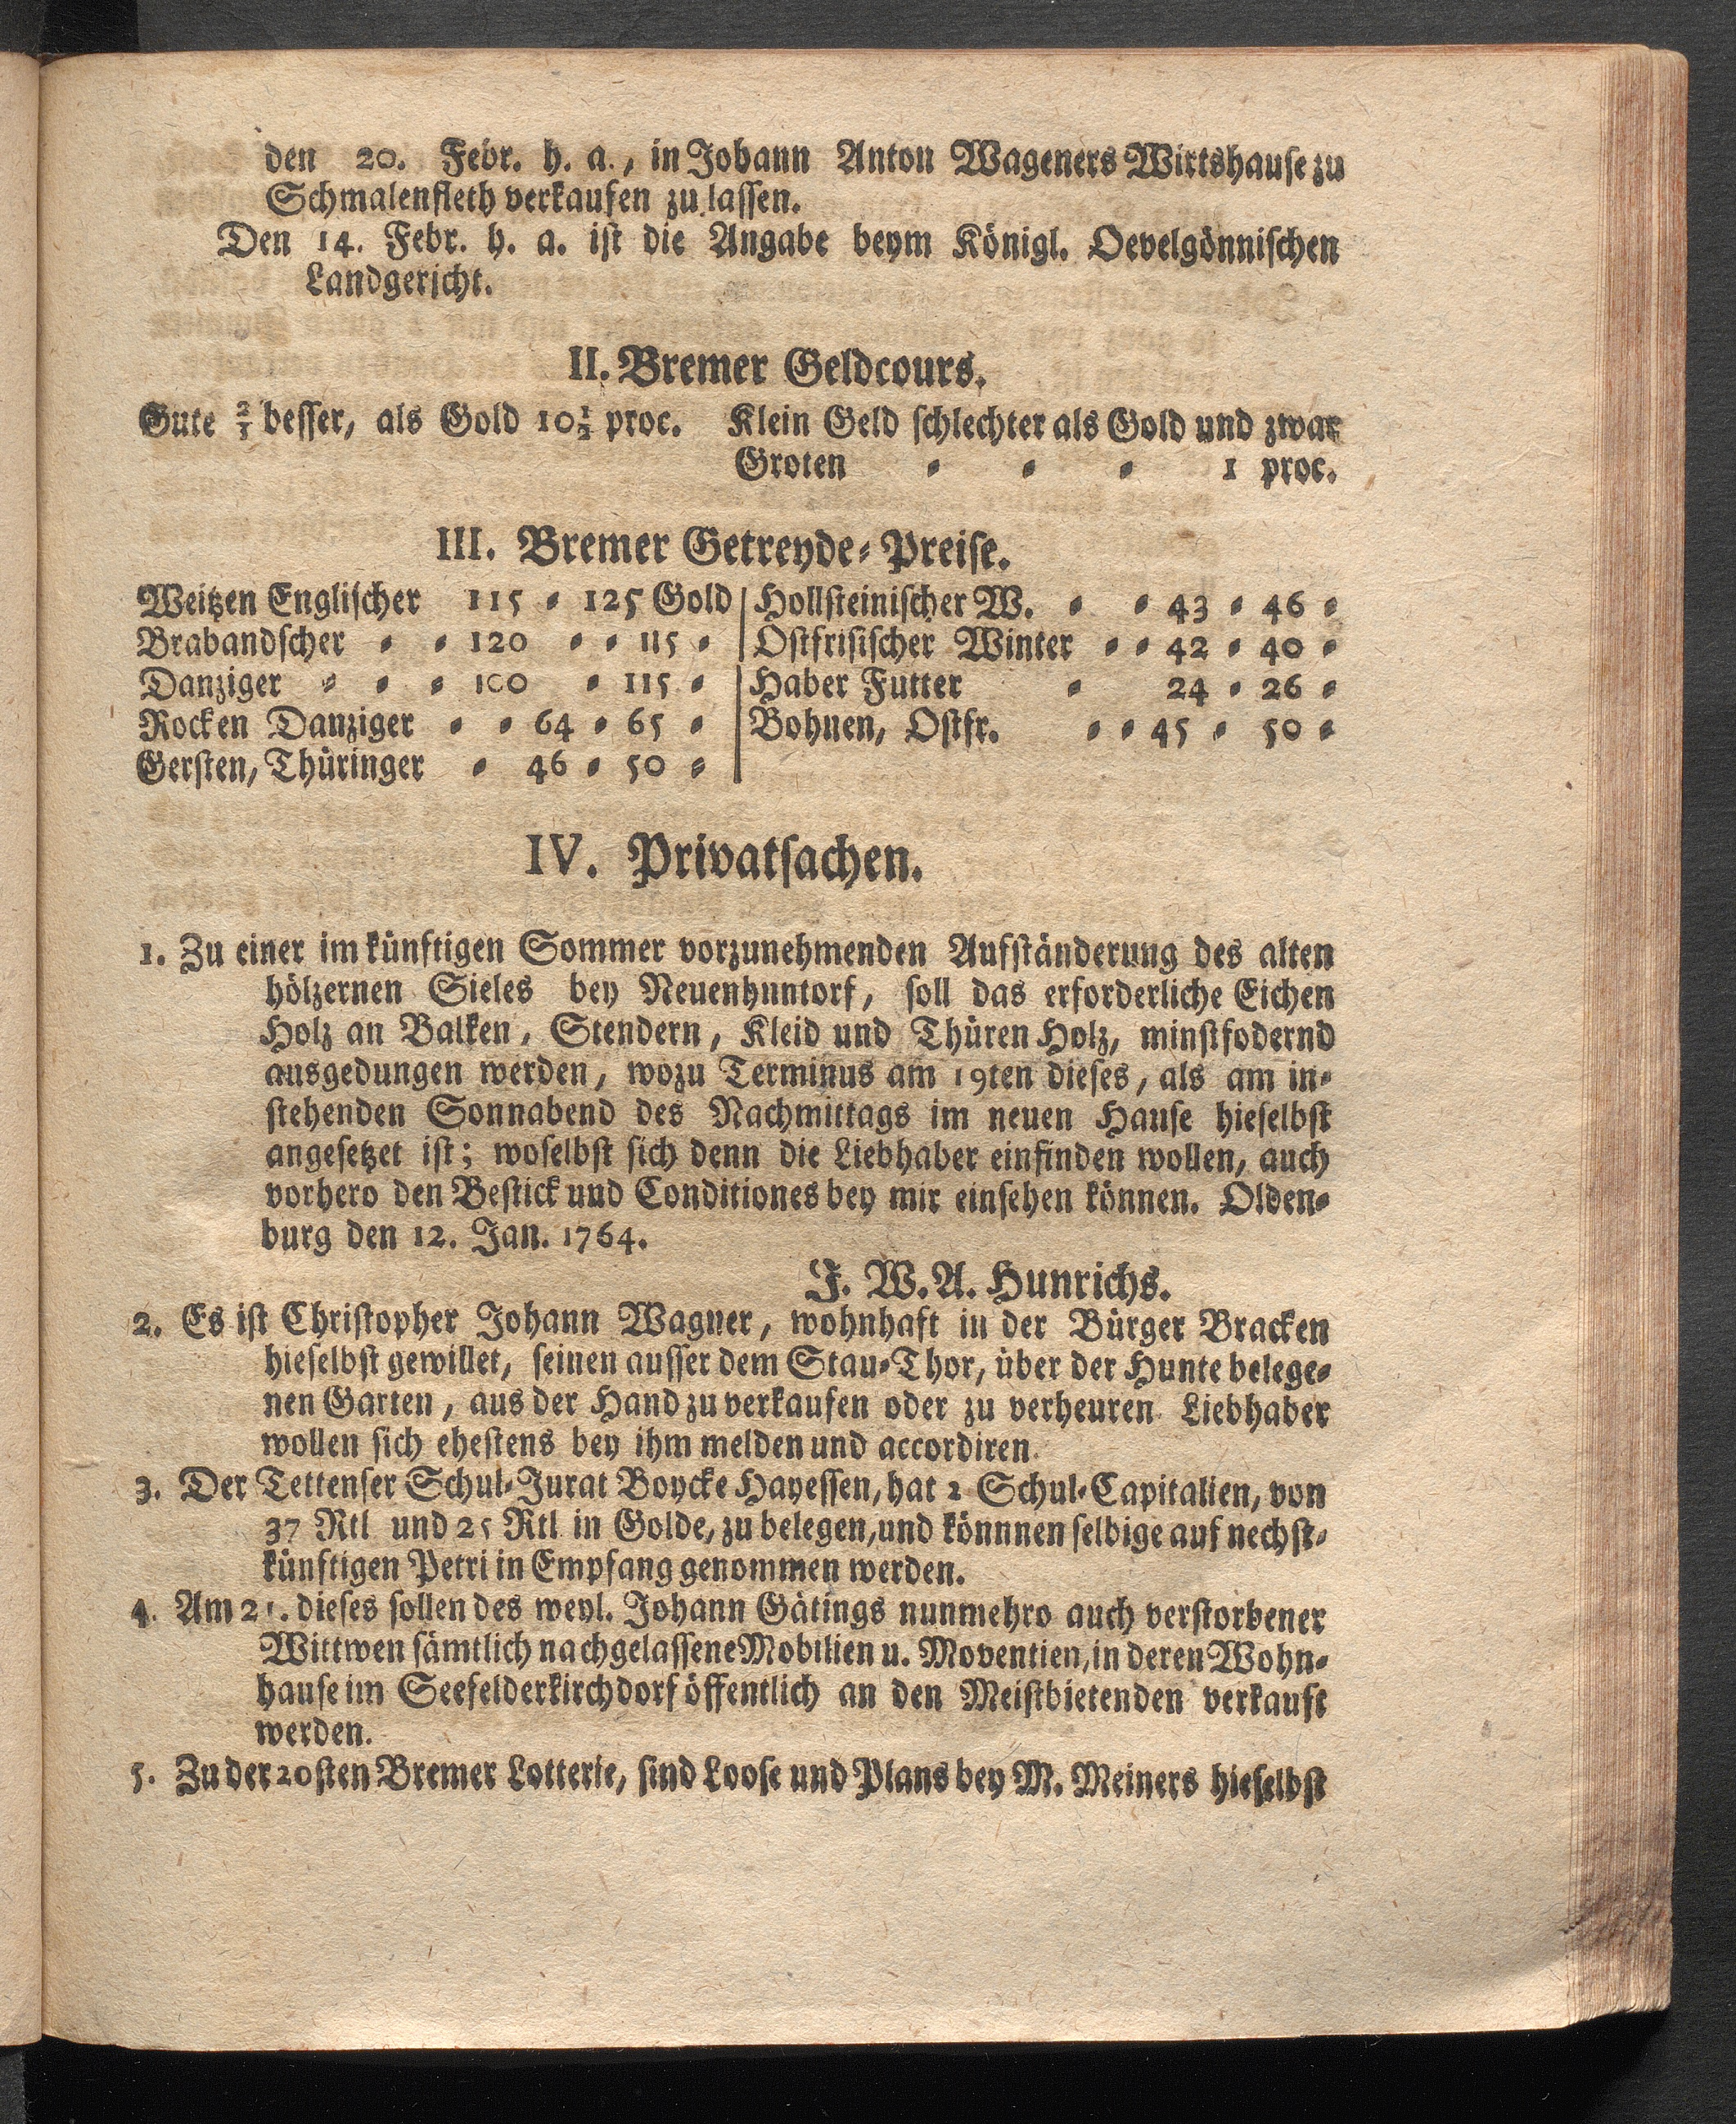 den 20. Febr. h. a., in Johann Anton Wageners Wirtshause zu
Schmalenfleth verkaufen zu lassen.
Den 14. Febr. h. a. ist die Angabe beym Königl. Oevelgönnischen
Landgericht.
II. Bremer Geldcours.
Gute 2/3 besser, als Gold 10 1/2 proc. Klein Geld schlechter als Gold und zwar
Groten = = = 1 proc.
III. Bremer Getreyde=Preise.
Weitzen Englischer 115 = 125 Gold | Hollsteinischer W. = = 43 = 46 =
Brabandscher = = 120 = = 115 = | Ostfrisischer Winter = = 42 = 40 =
Danziger = = = 100 = 115 = | Haber Futter = 24 = 26 =
Rocken Danziger = = 64 = 65 = | Bohnen, Ostfr. = = 45 = 50 =
Gersten, Thüringer = 46 = 50 =
IV. Privatsachen.
1. Zu einer im künftigen Sommer vorzunehmenden Aufständerung des alten
hölzernen Sieles bey Neuenhuntorf, soll das erforderliche Eichen
Holz an Balken, Stendern, Kleid und Thüren Holz, minstfodernd
ausgedungen werden, wozu Terminus am 19ten dieses, als am in=
stehenden Sonnabend des Nachmittags im neuen Hause hieselbst
angesetzet ist; woselbst sich denn die Liebhaber einfinden wollen, auch
vorhero den Bestick und Conditiones bey mir einsehen können. Olden=
burg den 12. Jan. 1764.
J. W. A. Hunrichs.
2. Es ist Christopher Johann Wagner, wohnhaft in der Bürger Bracken
hieselbst gewillet, seinen ausser dem Stau=Thor, über der Hunte belege=
nen Garten, aus der Hand zu verkaufen oder zu verheuren. Liebhaber
wollen sich ehestens bey ihm melden und accordiren.
3. Der Tettenser Schul=Jurat Boycke Hayessen, hat 2 Schul=Capitalien, von
37 Rtl und 25 Rtl in Golde, zu belegen, und könnnen selbige auf nechst=
künftigen Petri in Empfang genommen werden.
4. Am 21. dieses sollen des weyl. Johann Gätings nunmehro auch verstorbener
Wittwen sämtlich nachgelassene Mobilien u. Moventien, in deren Wohn=
hause im Seefelderkirchdorf öffentlich an den Meistbietenden verkauft
werden.
5. Zu der 20sten Bremer Lotterie, sind Loose und Plans bey M. Meiners hieselbst